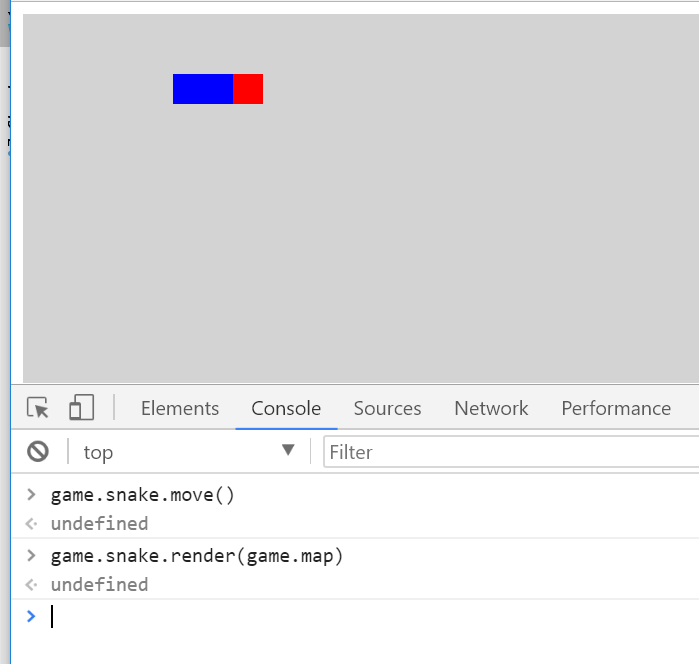 Elements Console Sources Network Performance
top Filter
game.snake.move()
undefined
game.snake.render(game.map)
undefined